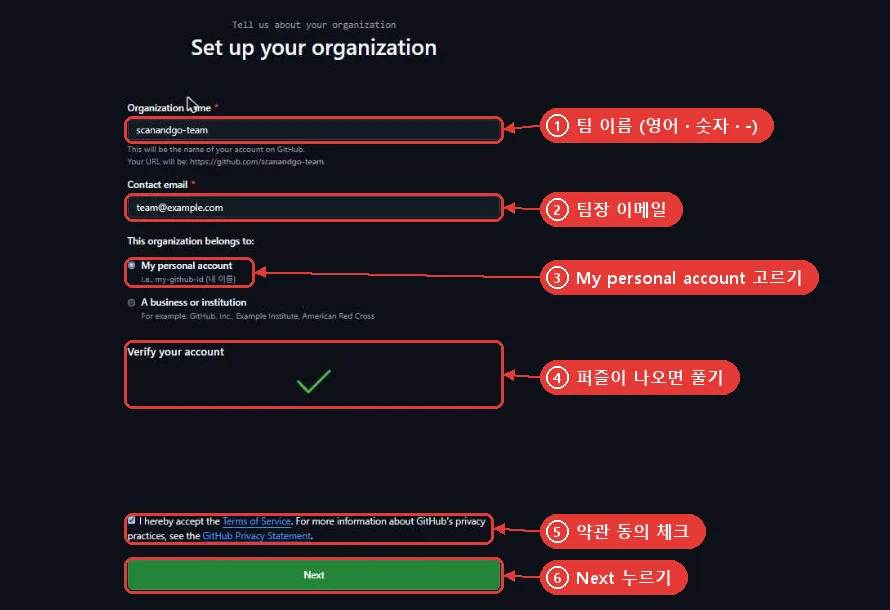 Tell us about your organization
Set up your organization
Organization name *
① 팀 이름 (영어 · 숫자 · -)
scanandgo-team
This will be the name of your account on GitHub.
Your URL will be: https://github.com/scanandgo-team.
Contact email *
② 팀장 이메일
team@example.com
This organization belongs to:
My personal account
i.e., my-github-id (내 이름)
③ My personal account 고르기
A business or institution
For example: GitHub, Inc., Example Institute, American Red Cross
Verify your account
④ 퍼즐이 나오면 풀기
I hereby accept the Terms of Service. For more information about GitHub's privacy
practices, see the GitHub Privacy Statement.
⑤ 약관 동의 체크
Next
⑥ Next 누르기